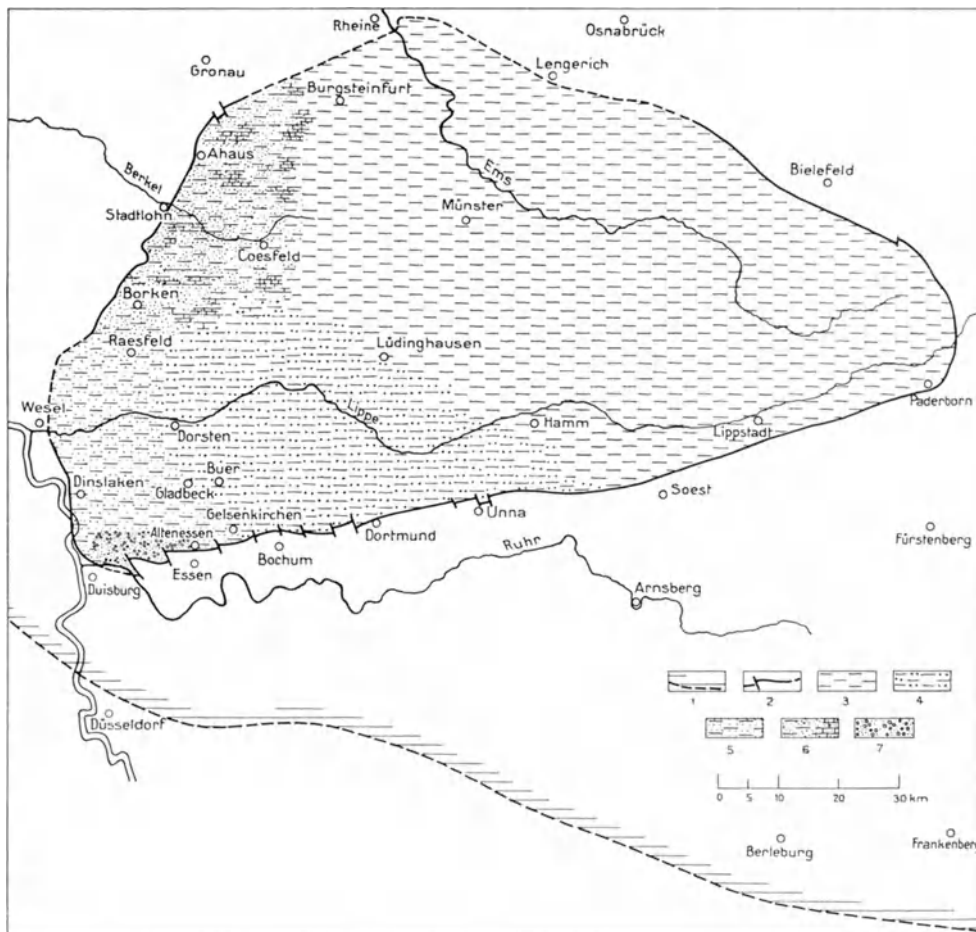 Rheine
Osnabrück
Gronau
Lengerich
Burgsteinfurt
Ahaus
Berkel
Ems
Bielefeld
Stadtlohn
Münster
Coesfeld
Borken
Raesfeld
Lüdinghausen
Wesel
Lippe
Paderborn
Dorsten
Hamm
Lippstadt
Buer
Dinslaken
Gladbeck
Soest
Gelsenkirchen
Unna
Altenessen
Dortmund
Fürstenberg
Bochum
Ruhr
Essen
Duisburg
Arnsberg
1 2 3 4
Düsseldorf
5 6 7
0 5 10 20 30 km
Berleburg
Frankenberg